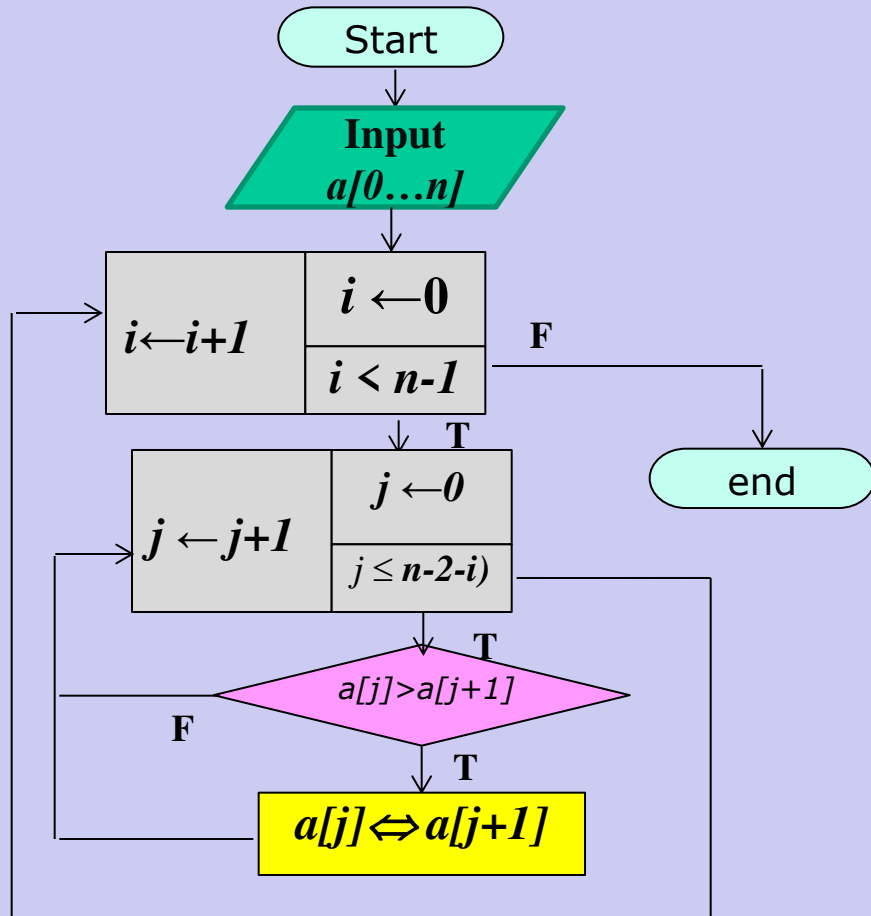 Start
Input
a[0…n]
i ←0
i←i+1
F
i < n-1
T
j ←0
end
j ← j+1
j ≤ n-2-i)
T
a[j]>a[j+1]
F
T
a[j]⇔a[j+1]